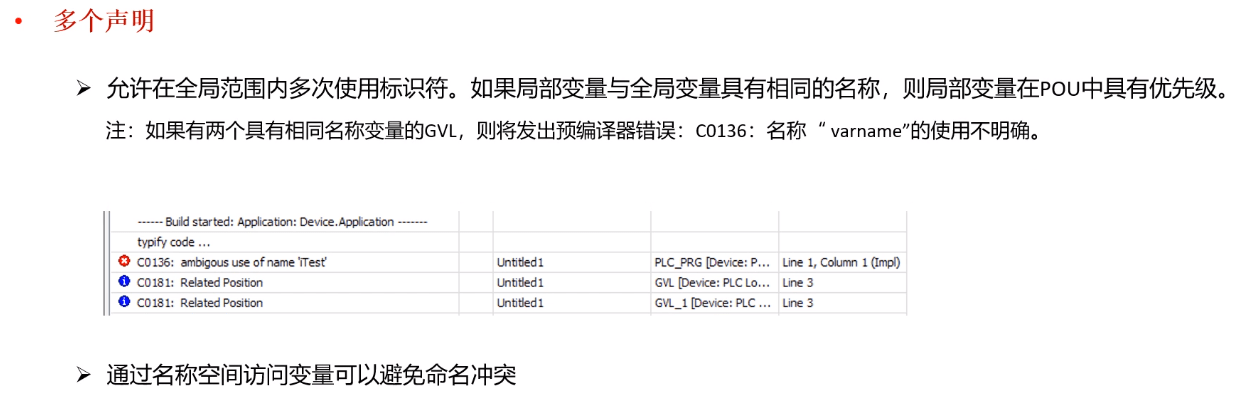 • 多个声明
➢ 允许在全局范围内多次使用标识符。如果局部变量与全局变量具有相同的名称，则局部变量在POU中具有优先级。
注：如果有两个具有相同名称变量的GVL，则将发出预编译器错误：C0136：名称“ varname”的使用不明确。
------ Build started: Application: Device.Application -------
typify code ...
C0136: ambigous use of name 'iTest' Untitled1 PLC_PRG [Device: P... Line 1, Column 1 (Impl)
C0181: Related Position Untitled1 GVL [Device: PLC Lo... Line 3
C0181: Related Position Untitled1 GVL_1 [Device: PLC ... Line 3
➢ 通过名称空间访问变量可以避免命名冲突